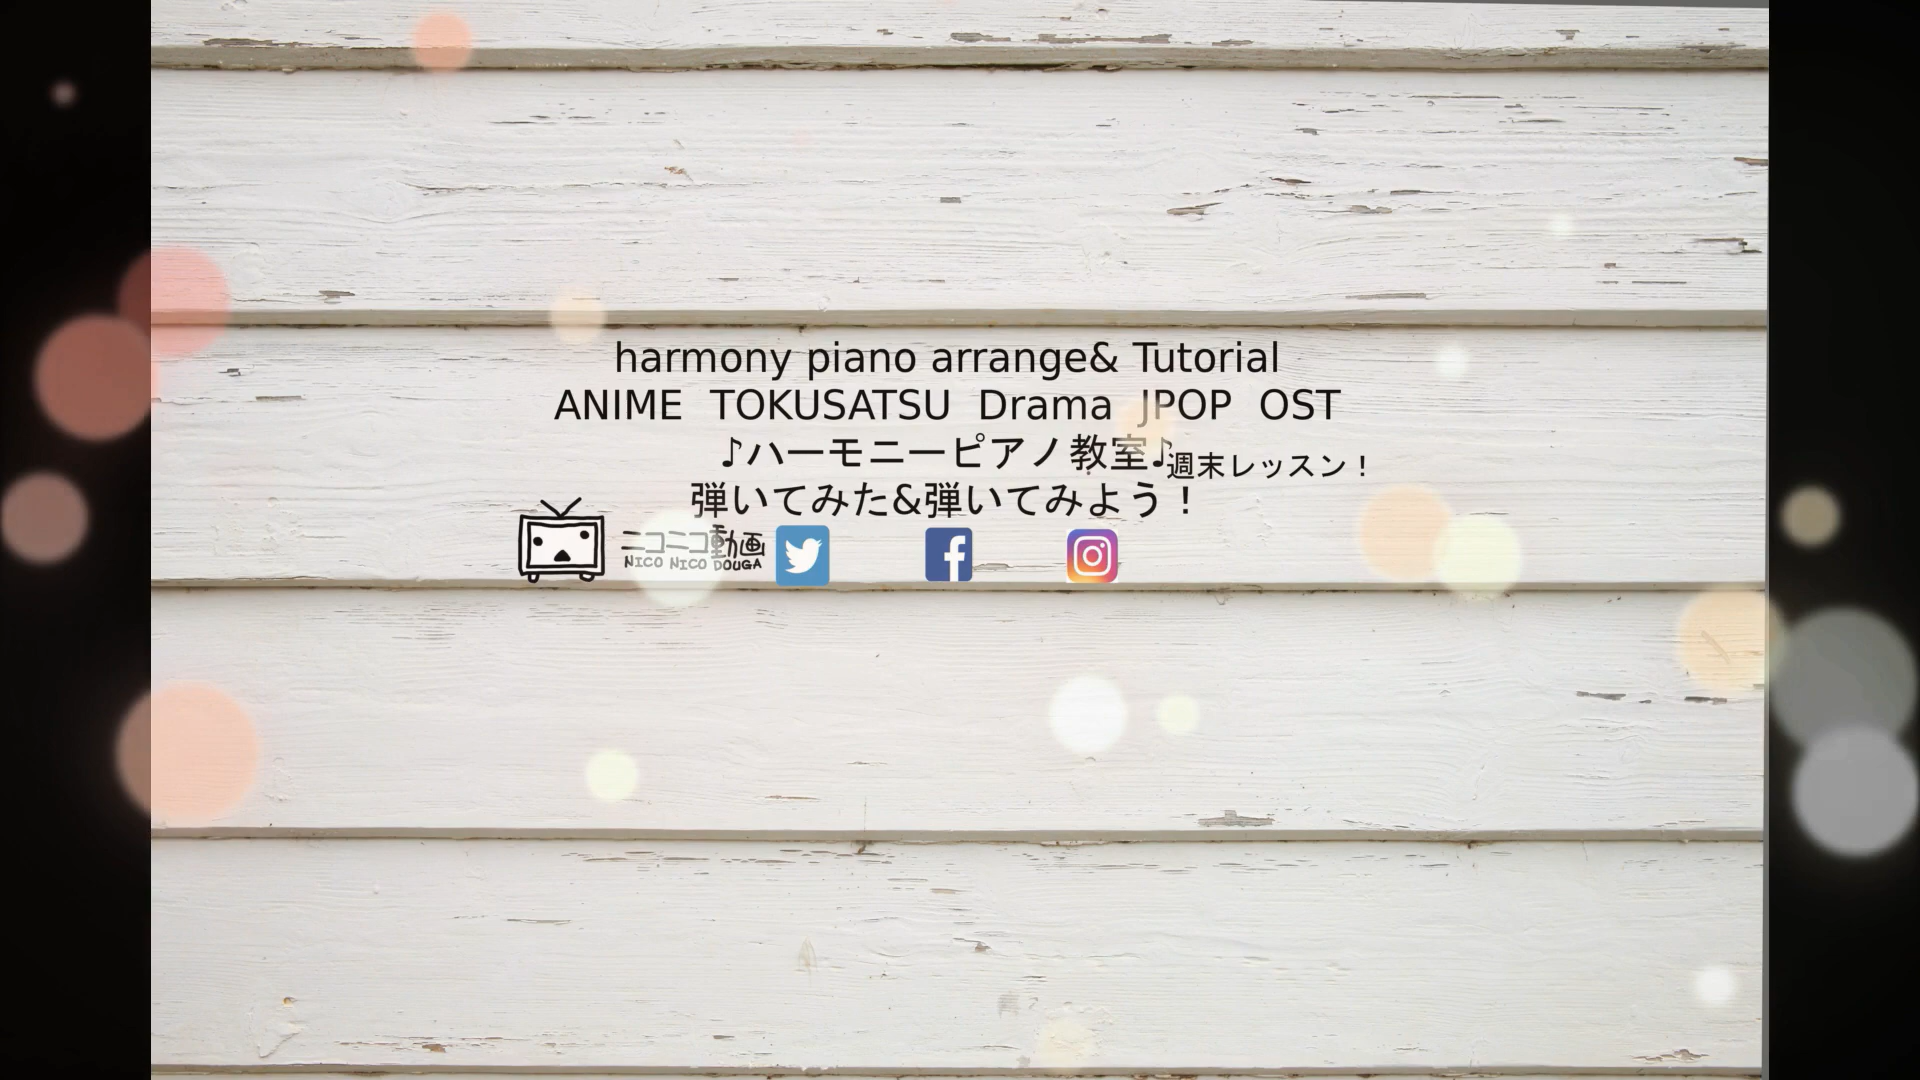 harmony piano arrange& Tutorial
ANIME TOKUSATSU Drama JPOP OST
♪ハーモニーピアノ教室♪週末レッスン！
弾いてみた&弾いてみよう！
ニコニコ動画
NICO NICO DOUGA